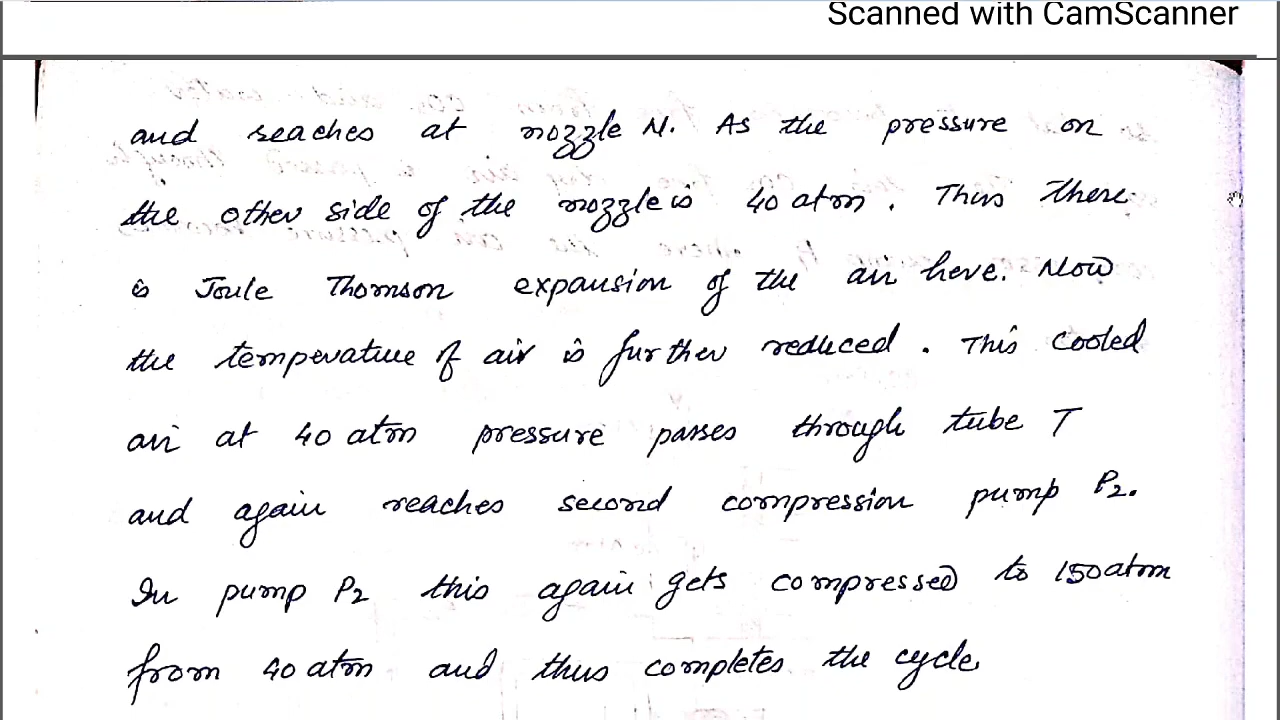 Scanned with CamScanner
and reaches at nozzle N. As the pressure on
the other side of the nozzle is 40 atm. Thus there
is Joule Thomson expansion of the air here. Now
the temperature of air is further reduced. This cooled
air at 40 atm pressure passes through tube T
and again reaches second compression pump P2.
In pump P2 this again gets compressed to 150 atm
from 40 atm and thus completes the cycle